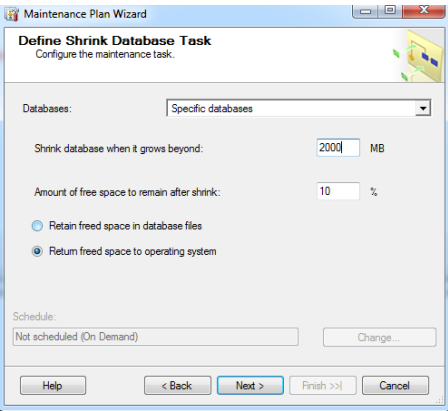 Maintenance Plan Wizard
Define Shrink Database Task
Configure the maintenance task.
Databases: Specific databases
Shrink database when it grows beyond: 2000 MB
Amount of free space to remain after shrink: 10 %
Retain freed space in database files
Return freed space to operating system
Schedule:
Not scheduled (On Demand) Change...
Help < Back Next > Finish >>| Cancel